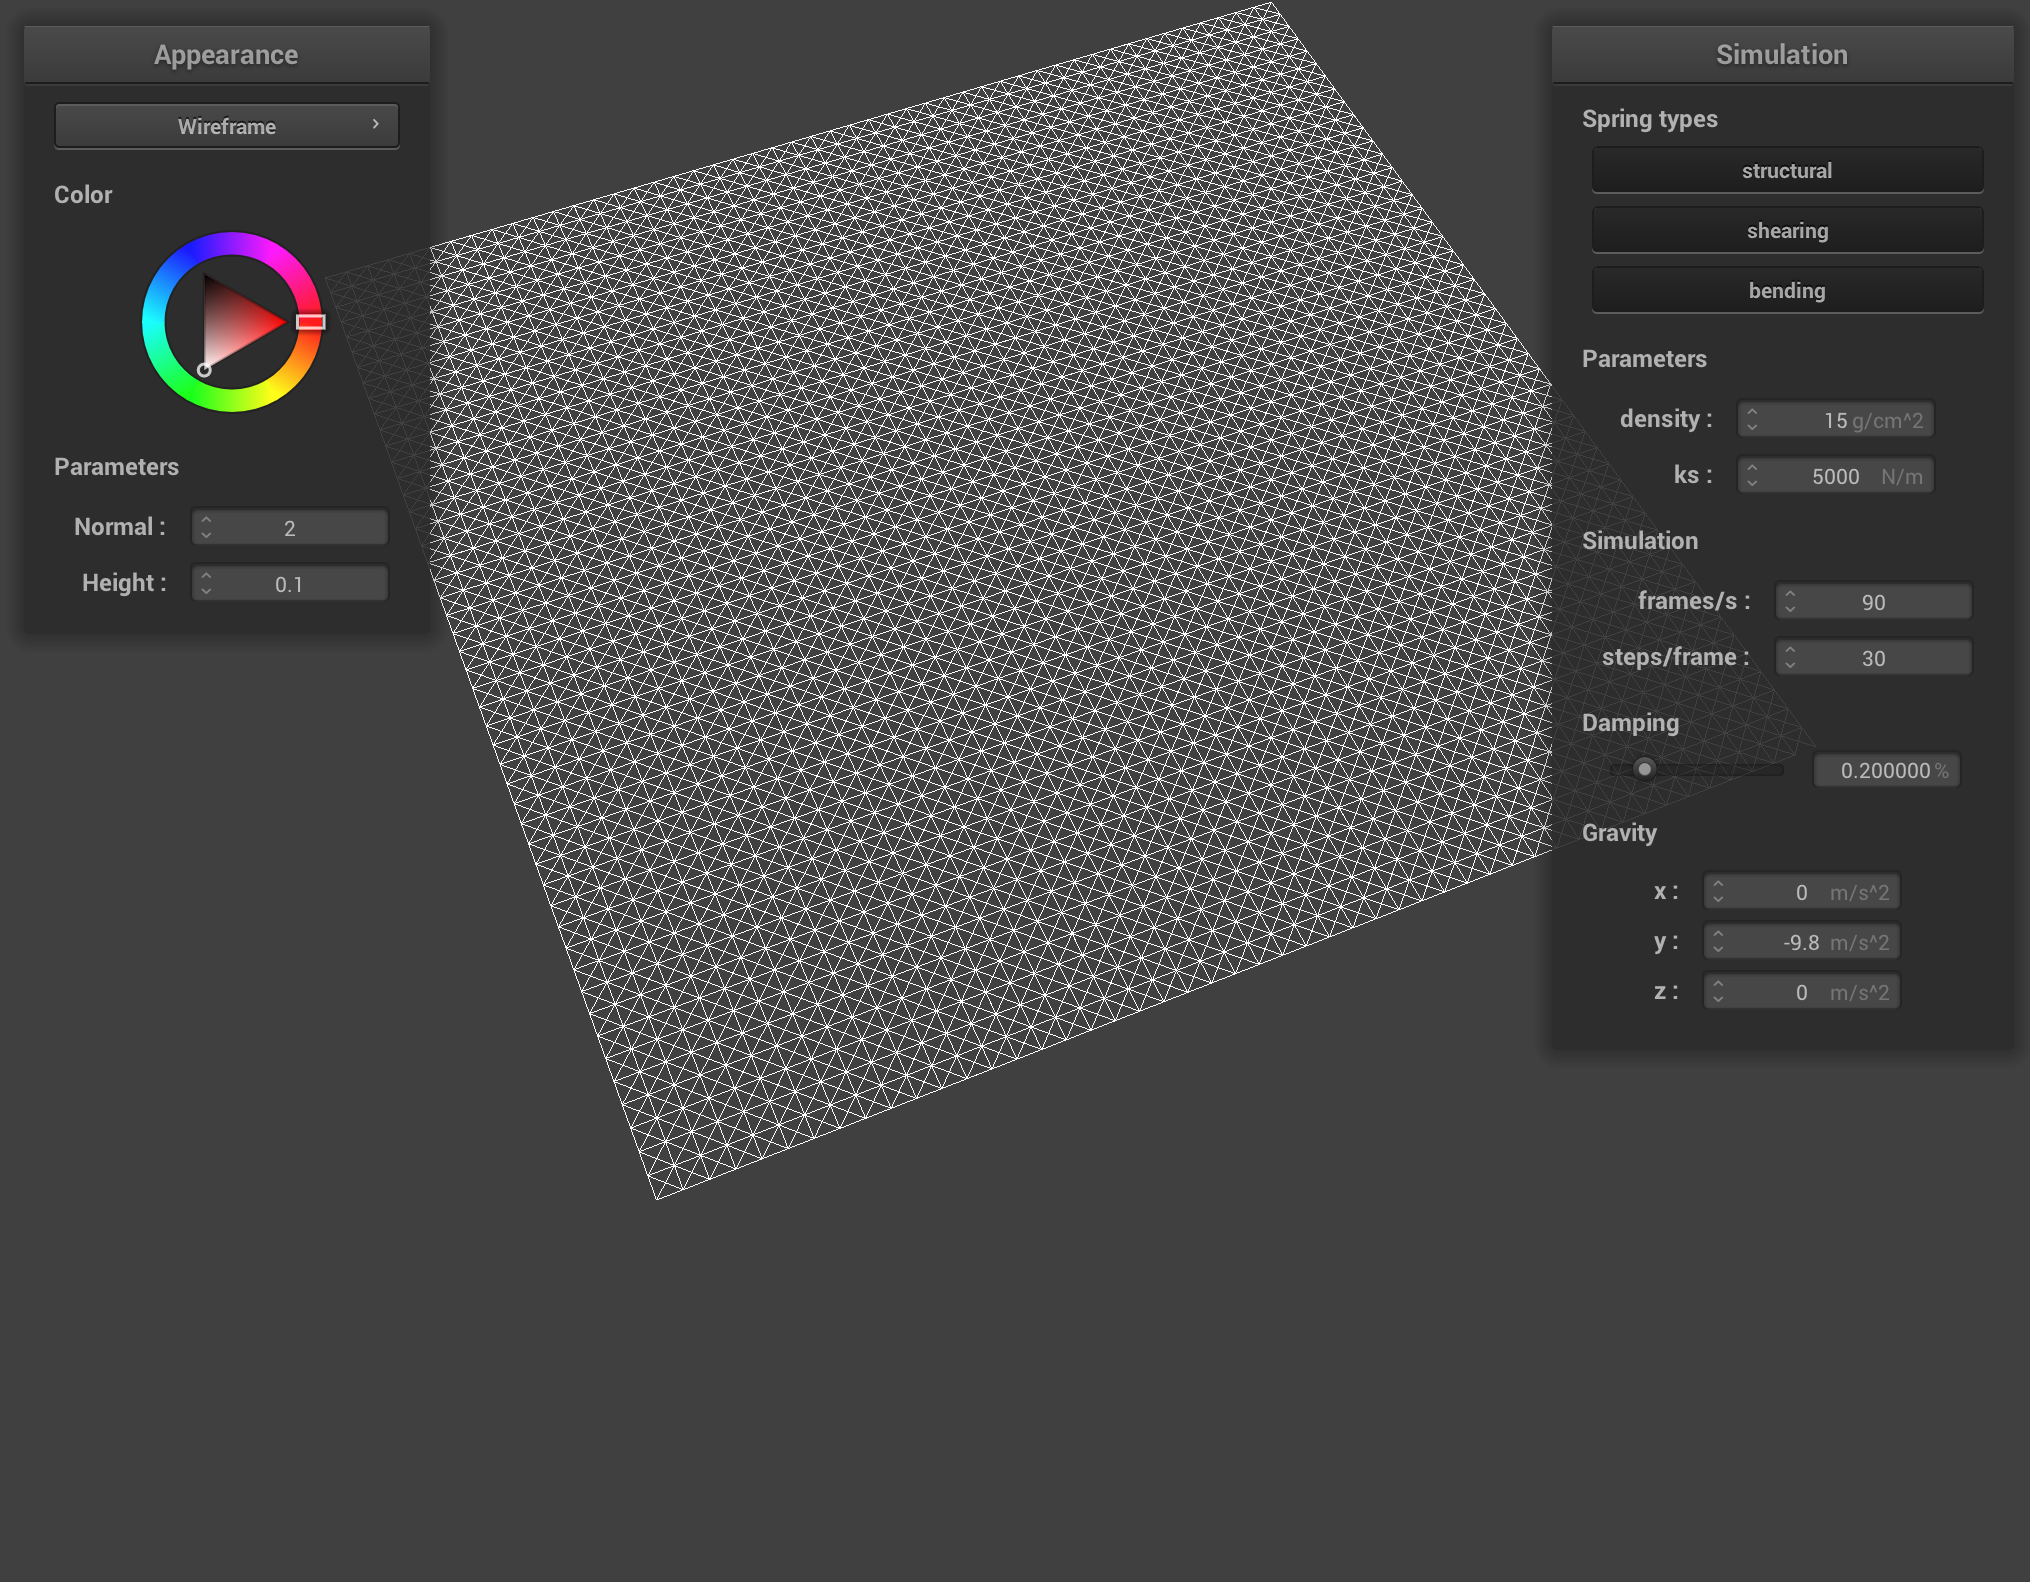 Appearance
Wireframe
Color
Parameters
Normal : 2
Height : 0.1
Simulation
Spring types
structural
shearing
bending
Parameters
density : 15 g/cm^2
ks : 5000 N/m
Simulation
frames/s : 90
steps/frame : 30
Damping
0.200000 %
Gravity
x : 0 m/s^2
y : -9.8 m/s^2
z : 0 m/s^2